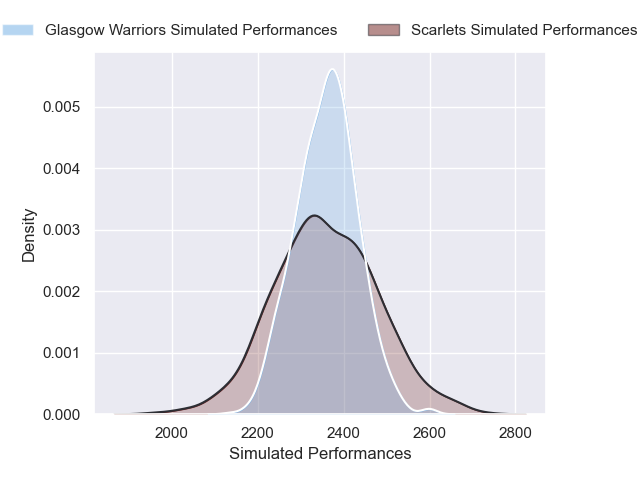 Glasgow Warriors Simulated Performances
Scarlets Simulated Performances
Density
0.005
0.004
0.003
0.002
0.001
0.000
2000
2200
2400
2600
2800
Simulated Performances